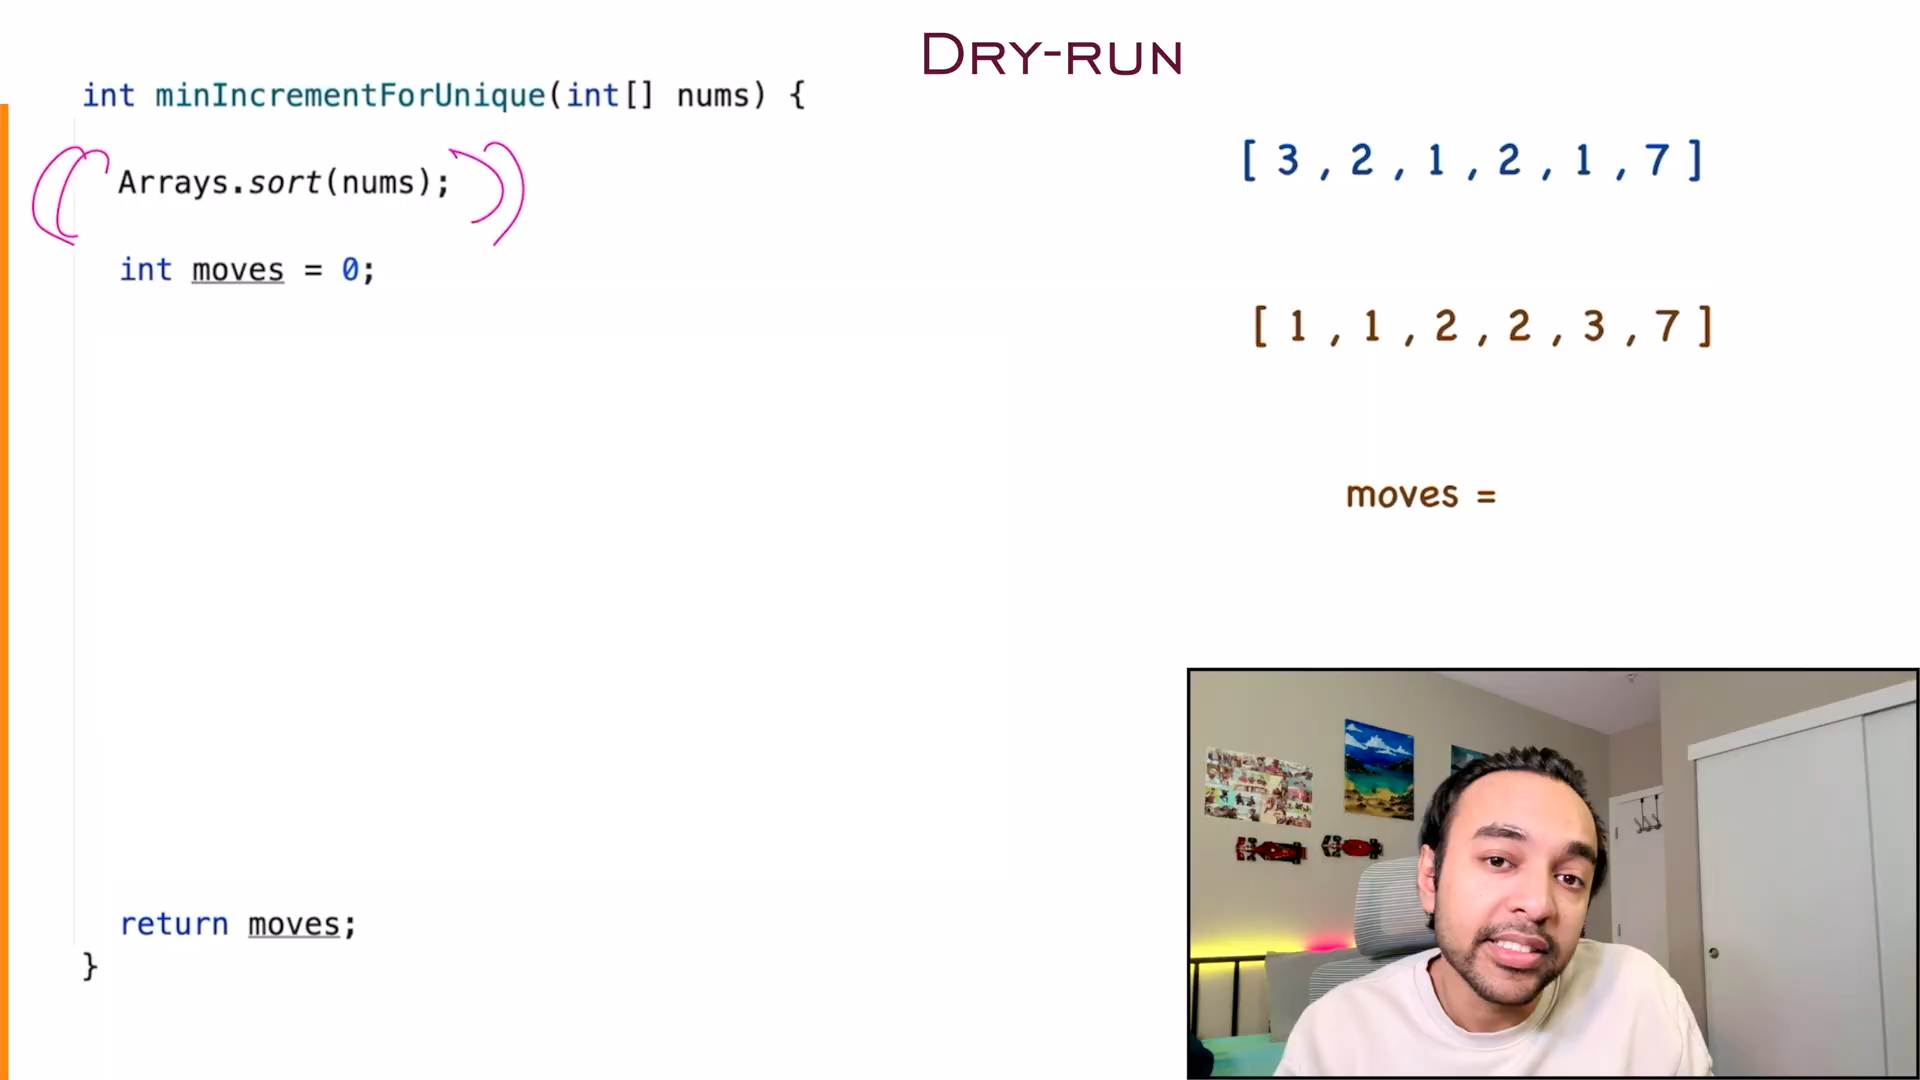 DRY-RUN
int minIncrementForUnique(int[] nums) {
Arrays.sort(nums);
int moves = 0;
return moves;
}
[ 3 , 2 , 1 , 2 , 1 , 7 ]
[ 1 , 1 , 2 , 2 , 3 , 7 ]
moves =